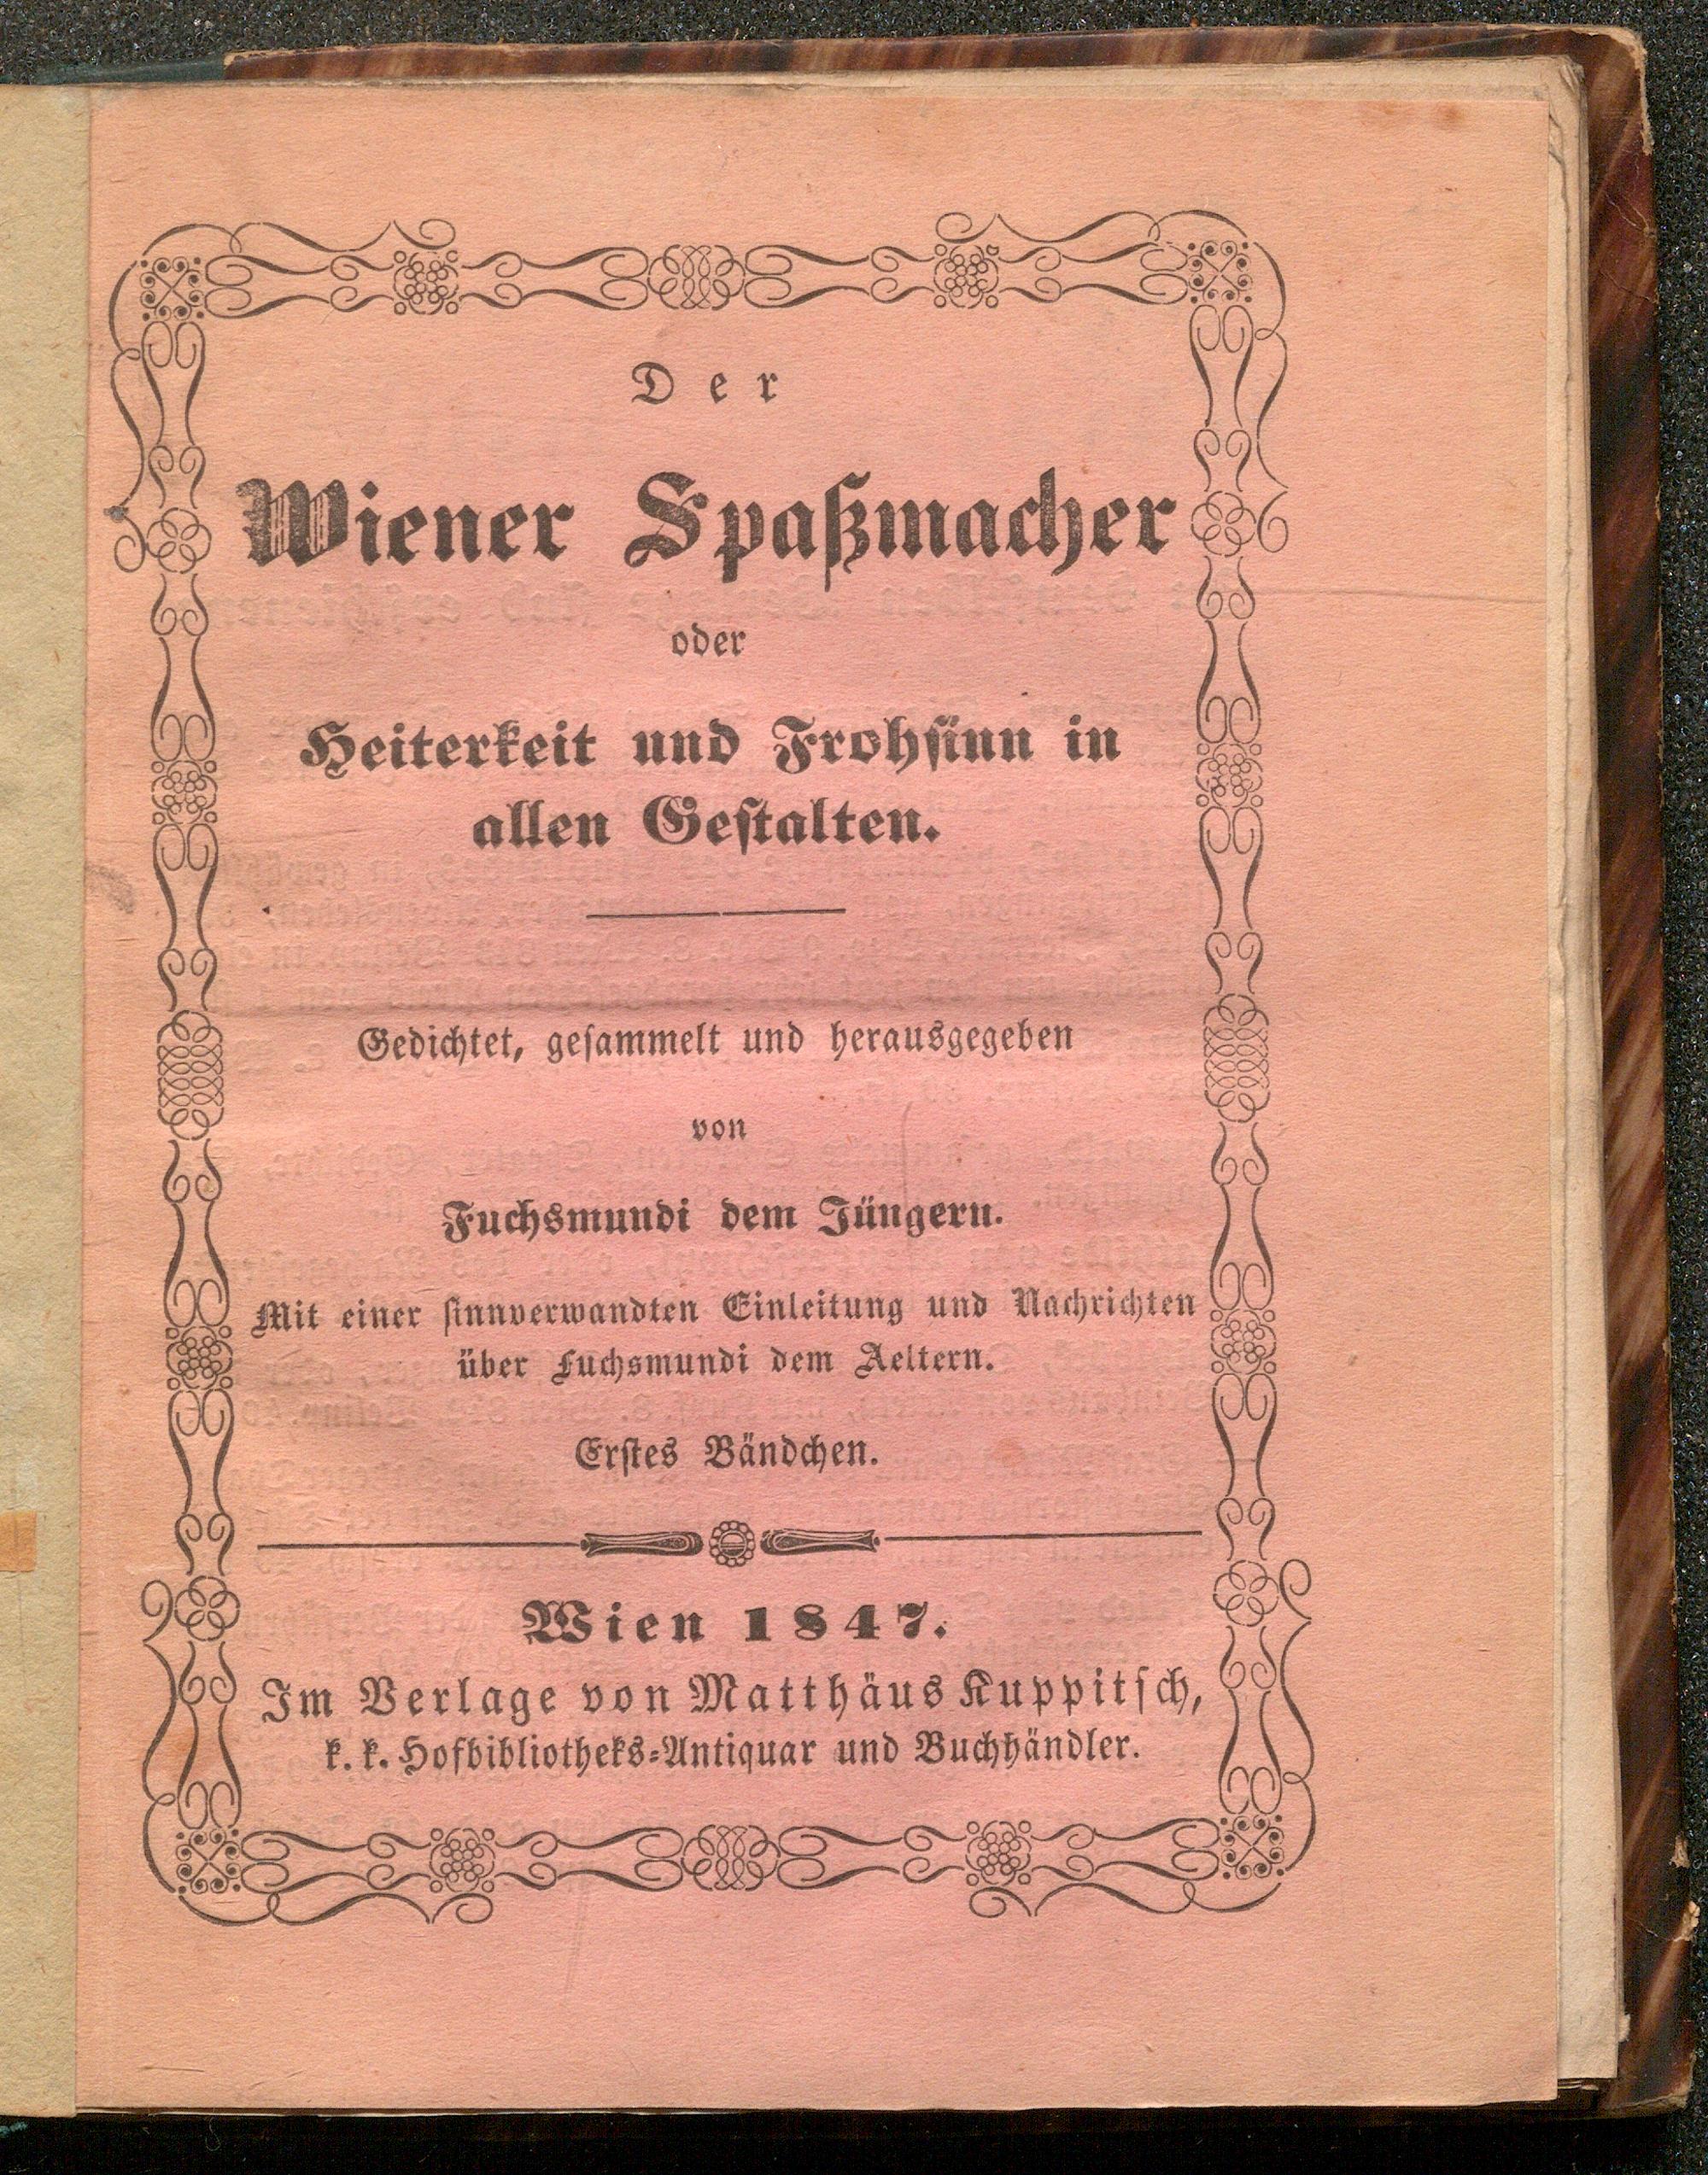 Der
Wiener Spaßmacher
oder
Heiterkeit und Frohsinn in
allen Gestalten.
Gedichtet, gesammelt und herausgegeben
von
Fuchsmundi dem Jüngern.
Mit einer sinnverwandten Einleitung und Nachrichten
über Fuchsmundi dem Aeltern.
Erstes Bändchen.
Wien 1847.
Im Verlage von Matthäus Kuppitsch,
k. k. Hofbibliotheks-Antiquar und Buchhändler.